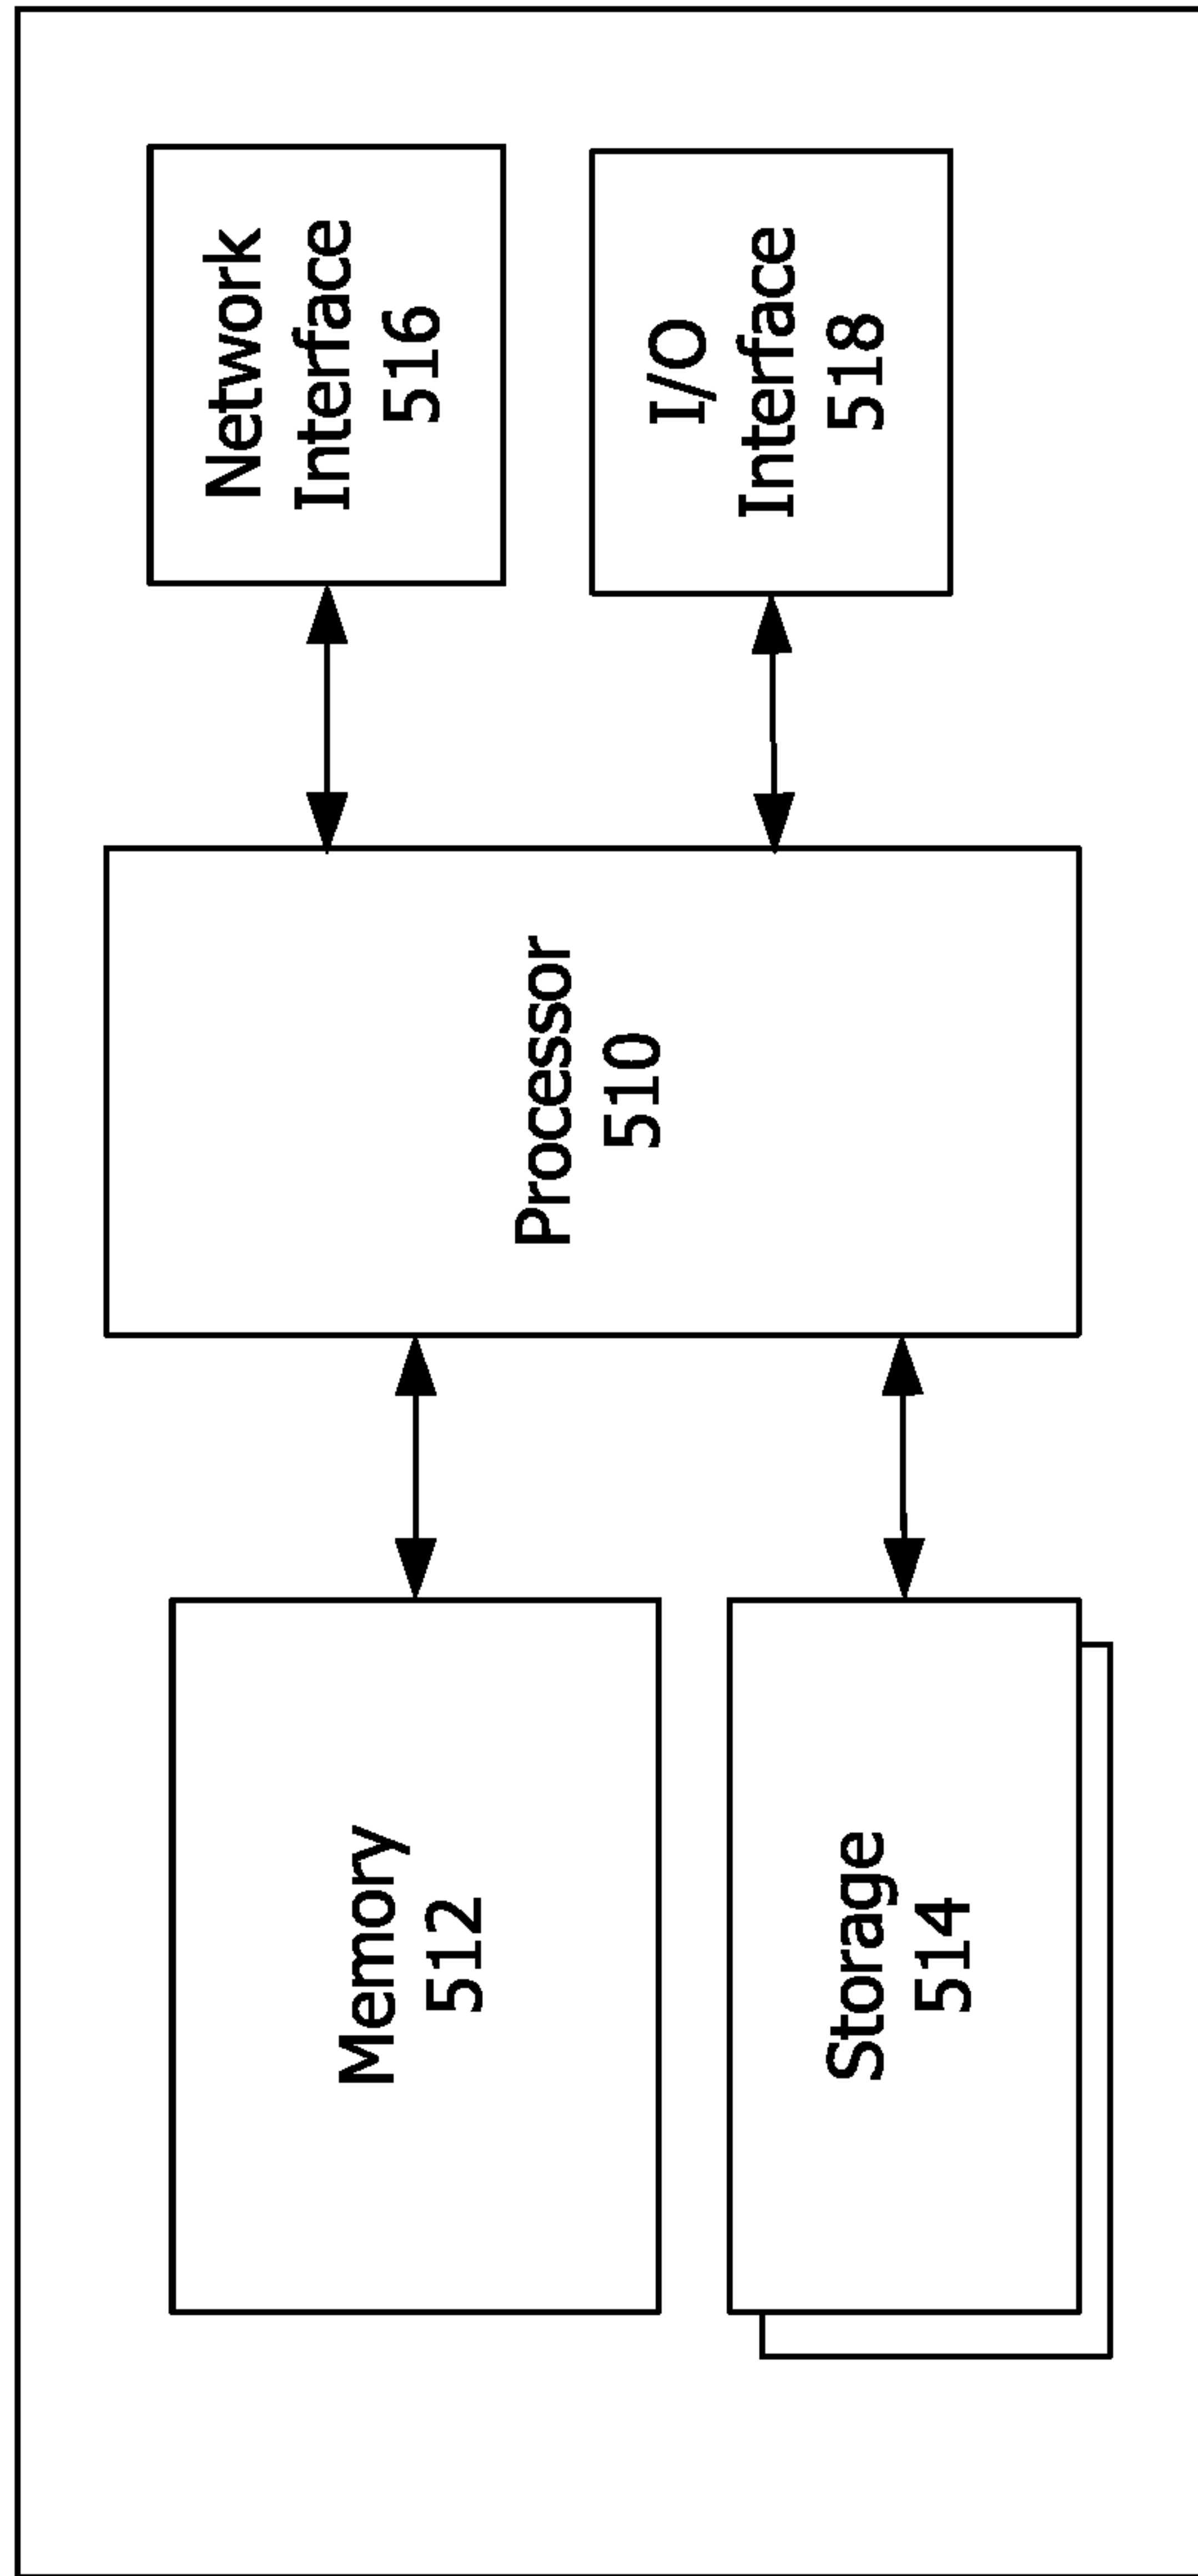 Memory
512
Storage
514
Processor
510
Network
Interface
516
I/O
Interface
518